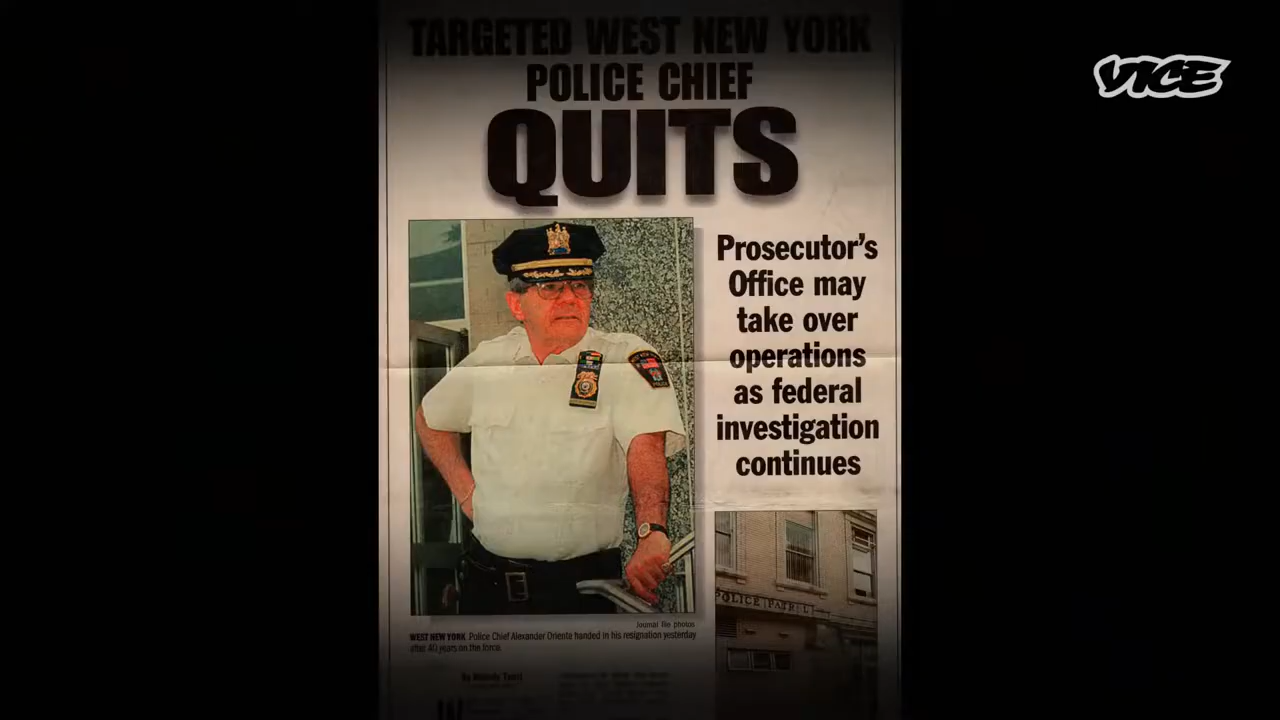 TARGETED WEST NEW YORK
POLICE CHIEF
QUITS
VICE
Prosecutor's
Office may
take over
operations
as federal
investigation
continues
POLICE PATROL
Journal file photos
WEST NEW YORK Police Chief Alexander Oriente handed in his resignation yesterday
after 40 years on the force.
By